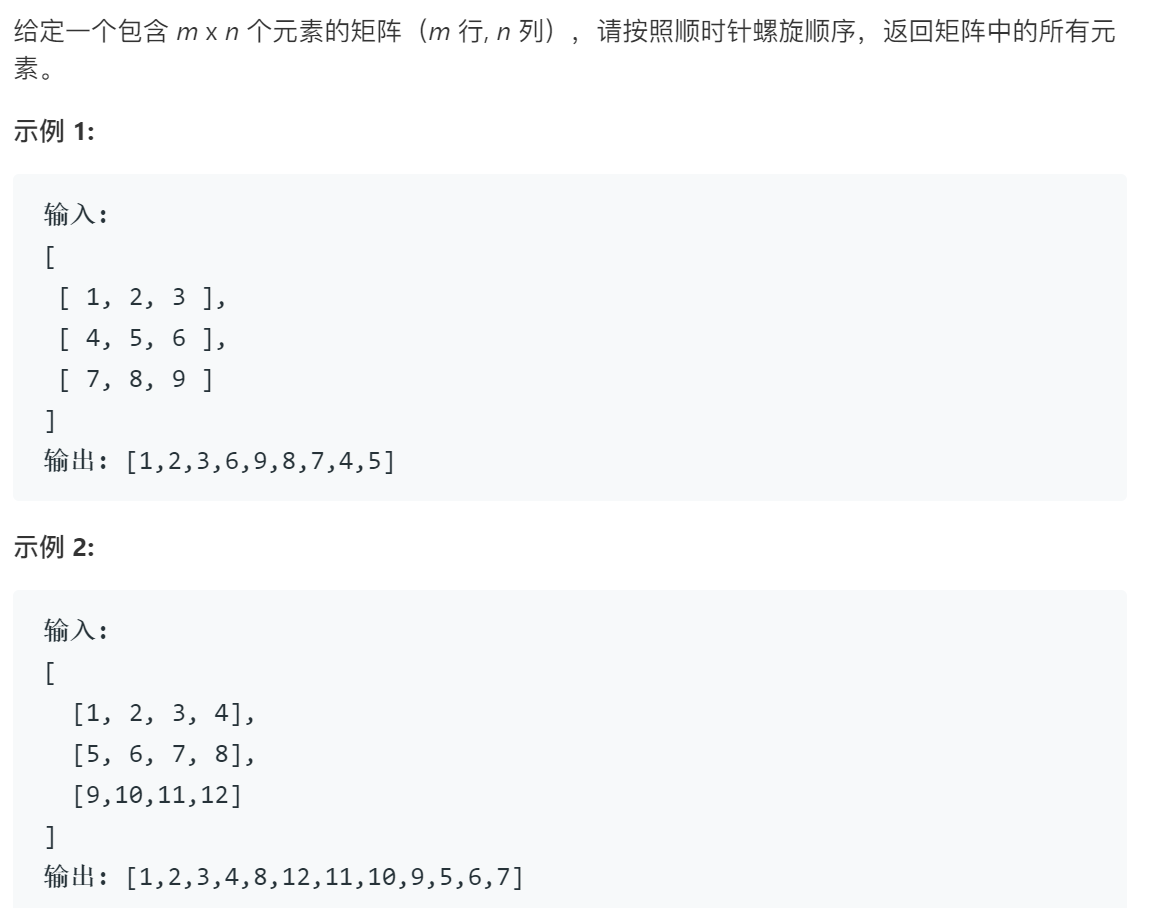 给定一个包含 m x n 个元素的矩阵（m 行, n 列），请按照顺时针螺旋顺序，返回矩阵中的所有元
素。
示例 1:
输入:
[
 [ 1, 2, 3 ],
 [ 4, 5, 6 ],
 [ 7, 8, 9 ]
]
输出: [1,2,3,6,9,8,7,4,5]
示例 2:
输入:
[
  [1, 2, 3, 4],
  [5, 6, 7, 8],
  [9,10,11,12]
]
输出: [1,2,3,4,8,12,11,10,9,5,6,7]